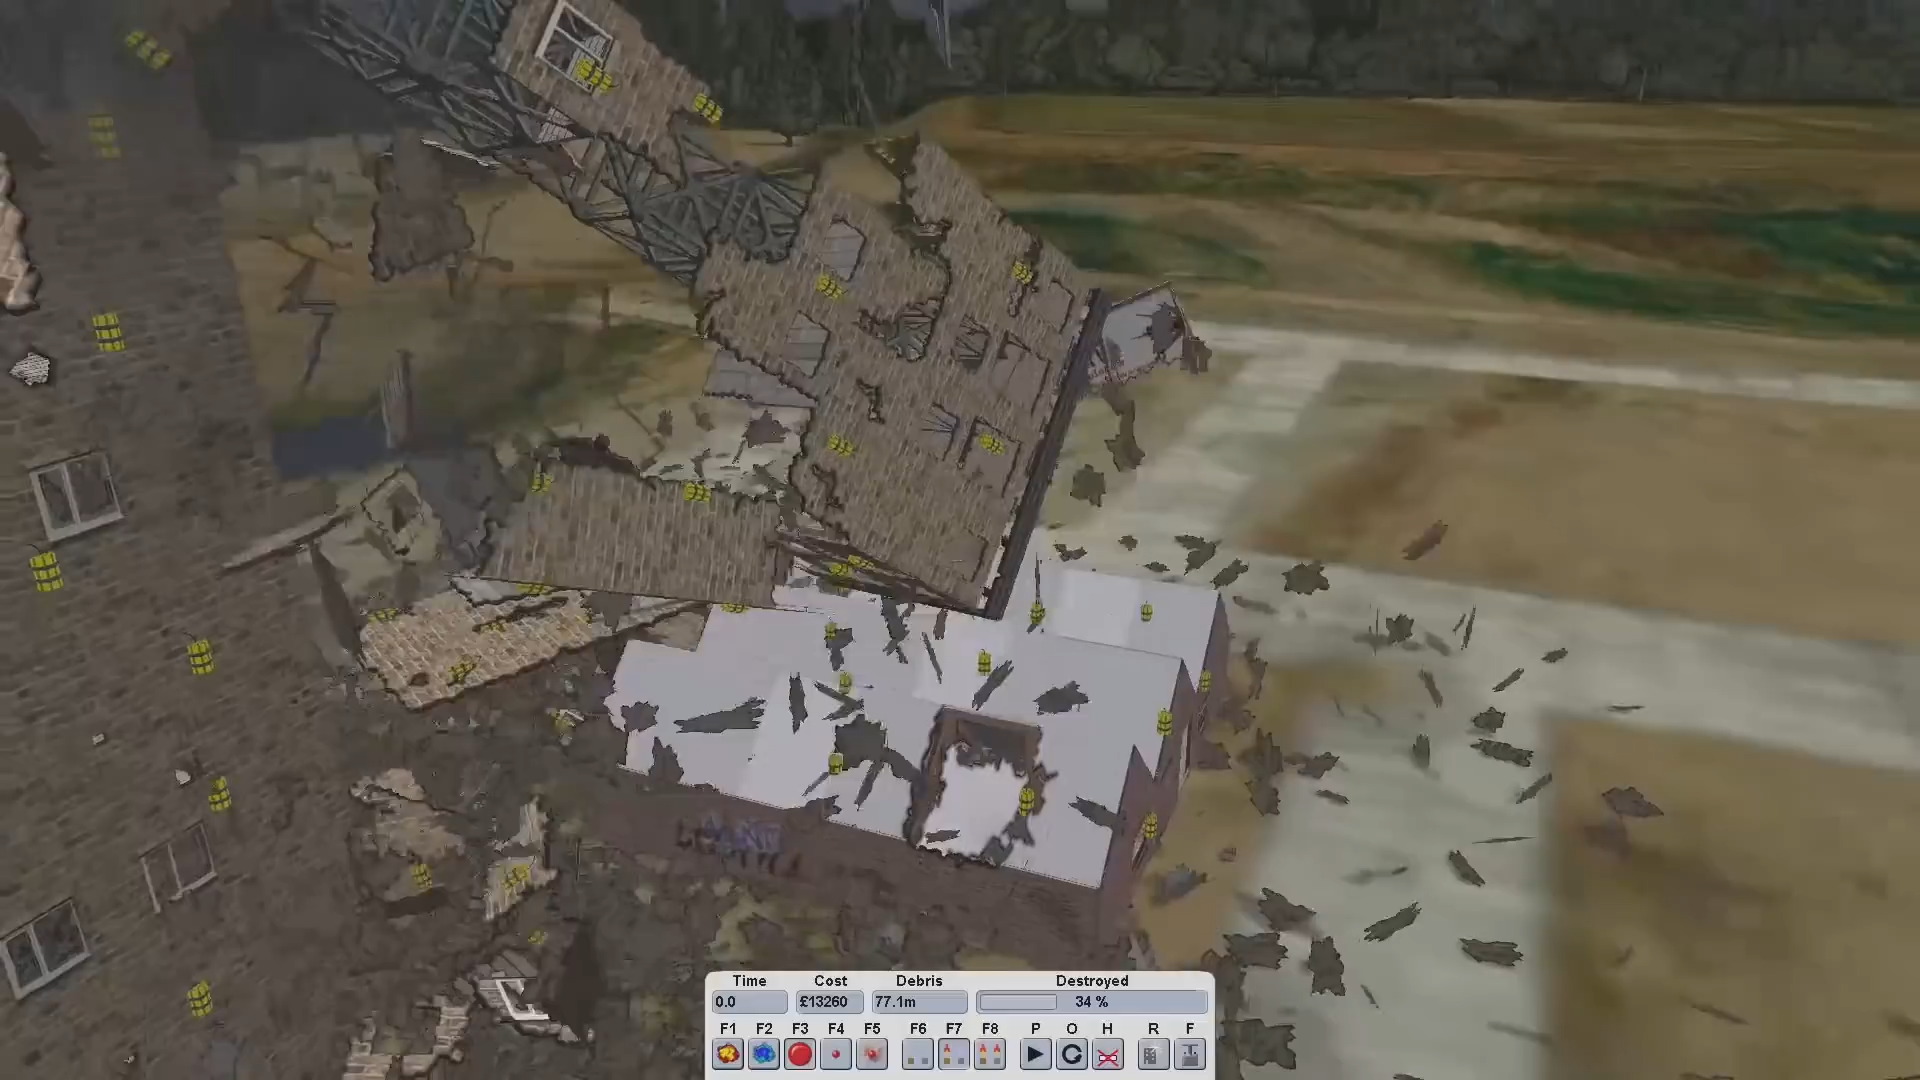 Time Cost Debris Destroyed
0.0 £13260 77.1m 34 %
F1 F2 F3 F4 F5 F6 F7 F8 P O H R F